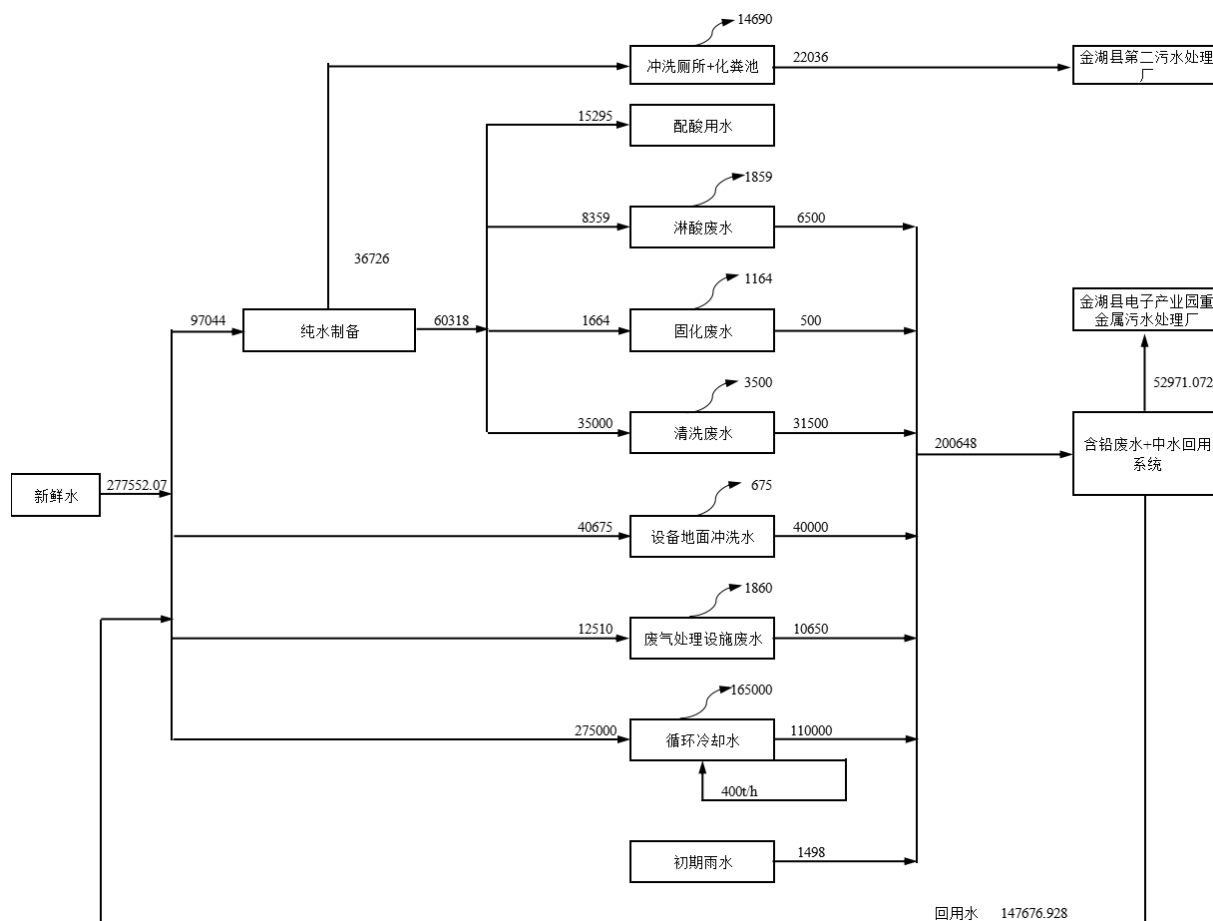 14690
冲洗厕所+化粪池
22036
金湖县第二污水处理
厂
15295
配酸用水
1859
8359
淋酸废水
6500
36726
1164
97044
纯水制备
60318
1664
固化废水
500
金湖县电子产业园重
金属污水处理厂
3500
52971.072
35000
清洗废水
31500
200648
含铅废水+中水回用
系统
新鲜水
277552.07
675
40675
设备地面冲洗水
40000
1860
12510
废气处理设施废水
10650
165000
275000
循环冷却水
110000
400t/h
初期雨水
1498
回用水 147676.928